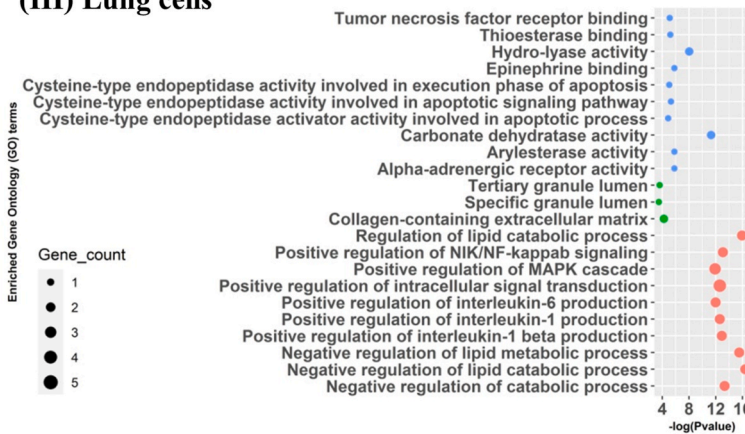 (III) Lung cells
Tumor necrosis factor receptor binding
Thioesterase binding
Hydro-lyase activity
Epinephrine binding
Cysteine-type endopeptidase activity involved in execution phase of apoptosis
Cysteine-type endopeptidase activity involved in apoptotic signaling pathway
Cysteine-type endopeptidase activator activity involved in apoptotic process
Carbonate dehydratase activity
Arylesterase activity
Alpha-adrenergic receptor activity
Tertiary granule lumen
Specific granule lumen
Collagen-containing extracellular matrix
Regulation of lipid catabolic process
Positive regulation of NIK/NF-kappab signaling
Positive regulation of MAPK cascade
Positive regulation of intracellular signal transduction
Positive regulation of interleukin-6 production
Positive regulation of interleukin-1 production
Positive regulation of interleukin-1 beta production
Negative regulation of lipid metabolic process
Negative regulation of lipid catabolic process
Negative regulation of catabolic process
Enriched Gene Ontology (GO) terms
Gene_count
1
2
3
4
5
4 8 12
-log(Pvalue)